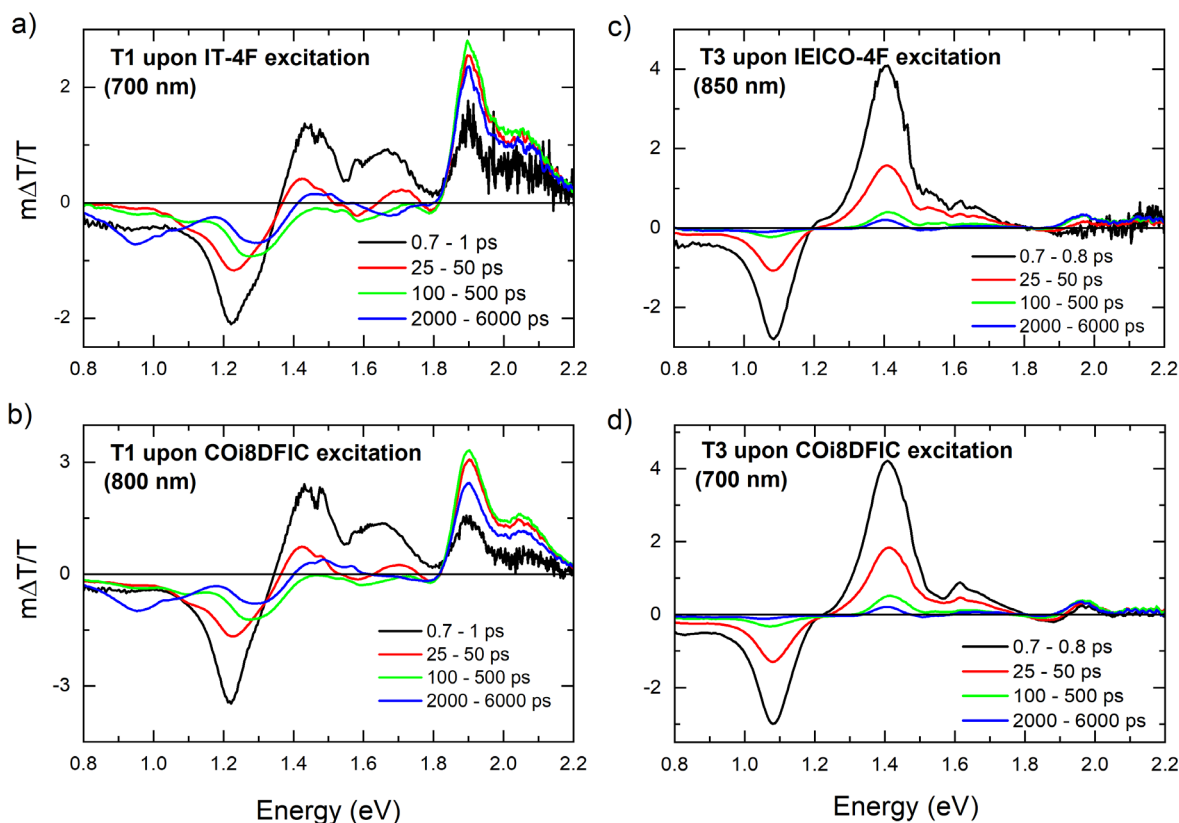 a)
T1 upon IT-4F excitation
(700 nm)
2
0
-2
m∆T/T
0.7 - 1 ps
25 - 50 ps
100 - 500 ps
2000 - 6000 ps
0.8 1.0 1.2 1.4 1.6 1.8 2.0 2.2
b)
T1 upon COi8DFIC excitation
(800 nm)
3
0
-3
m∆T/T
0.7 - 1 ps
25 - 50 ps
100 - 500 ps
2000 - 6000 ps
0.8 1.0 1.2 1.4 1.6 1.8 2.0 2.2
Energy (eV)
c)
T3 upon IEICO-4F excitation
(850 nm)
4
2
0
-2
0.7 - 0.8 ps
25 - 50 ps
100 - 500 ps
2000 - 6000 ps
0.8 1.0 1.2 1.4 1.6 1.8 2.0 2.2
d)
T3 upon COi8DFIC excitation
(700 nm)
4
2
0
-2
0.7 - 0.8 ps
25 - 50 ps
100 - 500 ps
2000 - 6000 ps
0.8 1.0 1.2 1.4 1.6 1.8 2.0 2.2
Energy (eV)